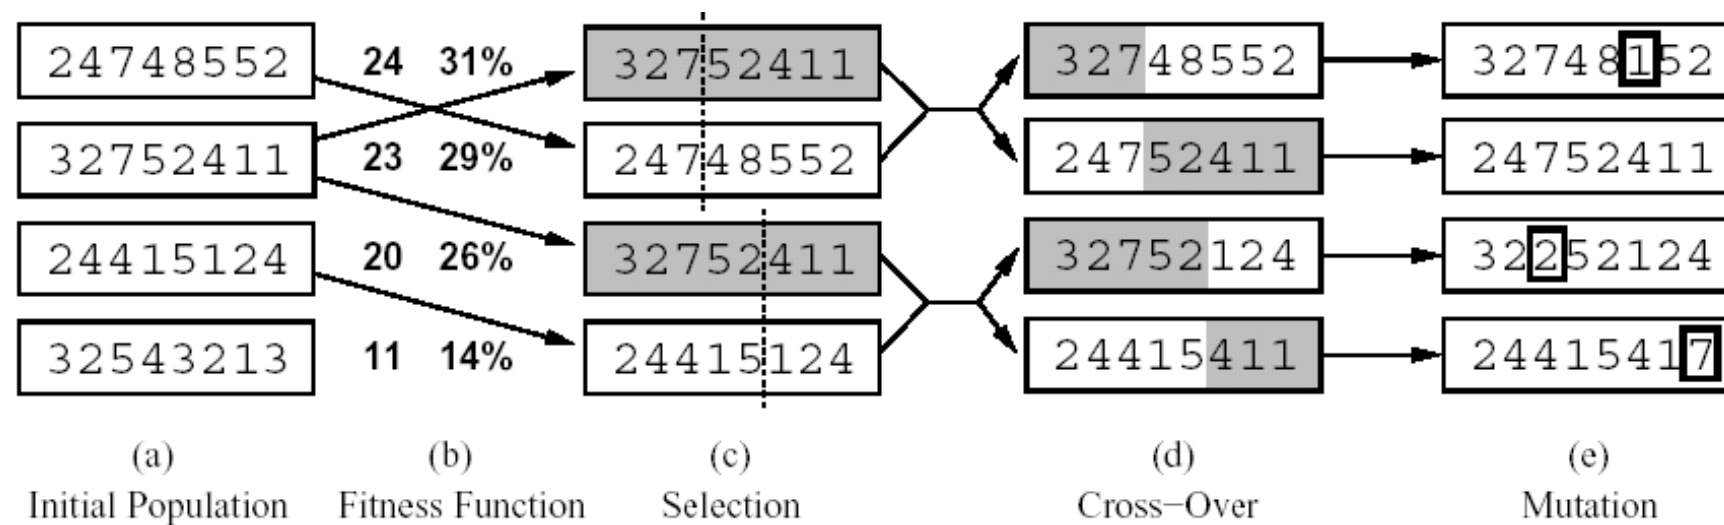 24748552 24 31% 32752411 32748552 32748152
32752411 23 29% 24748552 24752411 24752411
24415124 20 26% 32752411 32752124 32252124
32543213 11 14% 24415124 24415411 24415417
(a) (b) (c) (d) (e)
Initial Population Fitness Function Selection Cross−Over Mutation